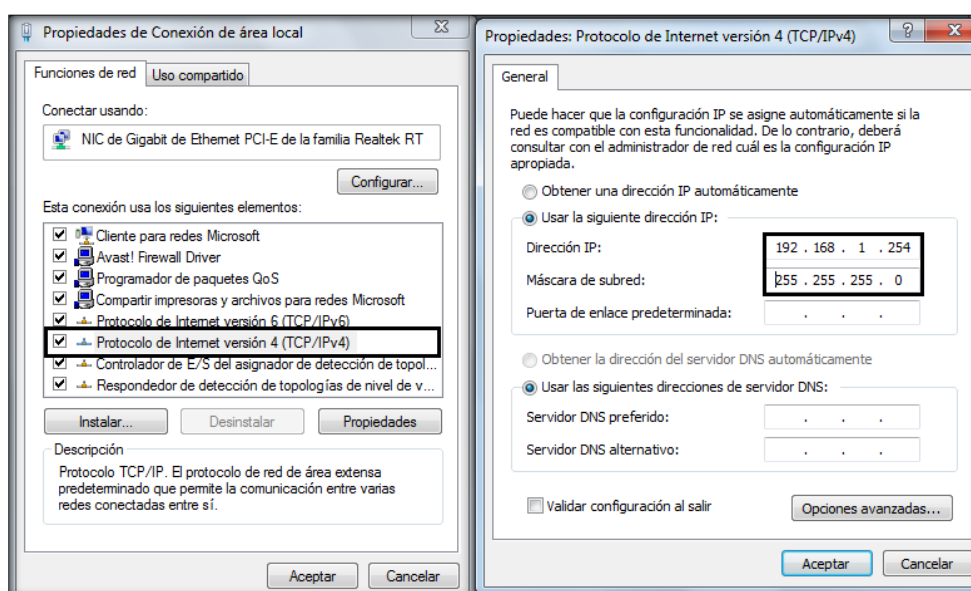 Propiedades de Conexión de área local
Funciones de red
Uso compartido
Conectar usando:
NIC de Gigabit de Ethernet PCI-E de la familia Realtek RT
Configurar...
Esta conexión usa los siguientes elementos:
Cliente para redes Microsoft
Avast! Firewall Driver
Programador de paquetes QoS
Compartir impresoras y archivos para redes Microsoft
Protocolo de Internet versión 6 (TCP/IPv6)
Protocolo de Internet versión 4 (TCP/IPv4)
Controlador de E/S del asignador de detección de topol...
Respondedor de detección de topologías de nivel de v...
Instalar...
Desinstalar
Propiedades
Descripción
Protocolo TCP/IP. El protocolo de red de área extensa
predeterminado que permite la comunicación entre varias
redes conectadas entre sí.
Aceptar
Cancelar
Propiedades: Protocolo de Internet versión 4 (TCP/IPv4)
General
Puede hacer que la configuración IP se asigne automáticamente si la
red es compatible con esta funcionalidad. De lo contrario, deberá
consultar con el administrador de red cuál es la configuración IP
apropiada.
Obtener una dirección IP automáticamente
Usar la siguiente dirección IP:
Dirección IP: 192 . 168 . 1 . 254
Máscara de subred: 255 . 255 . 255 . 0
Puerta de enlace predeterminada: . . .
Obtener la dirección del servidor DNS automáticamente
Usar las siguientes direcciones de servidor DNS:
Servidor DNS preferido: . . .
Servidor DNS alternativo: . . .
Validar configuración al salir
Opciones avanzadas...
Aceptar
Cancelar